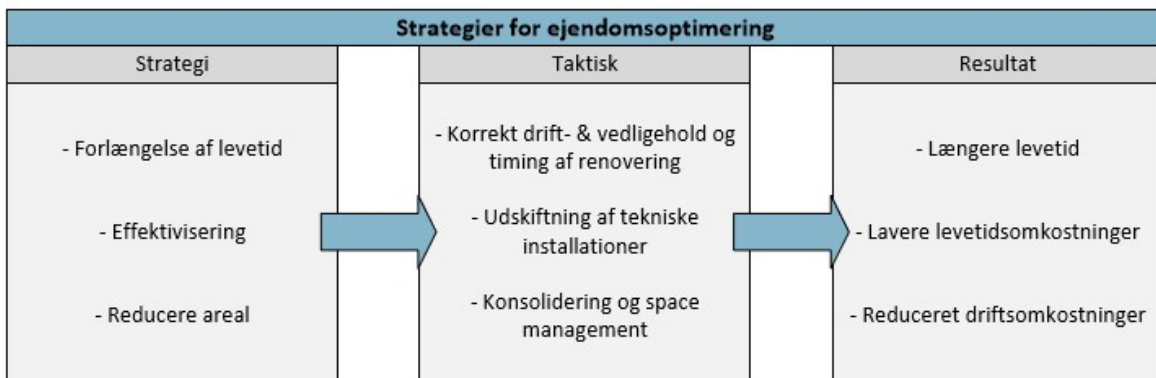 Strategier for ejendomsoptimering
Strategi
Taktisk
Resultat
- Forlængelse af levetid
- Effektivisering
- Reducere areal
- Korrekt drift- & vedligehold og
timing af renovering
- Udskiftning af tekniske
installationer
- Konsolidering og space
management
- Længere levetid
- Lavere levetidsomkostninger
- Reduceret driftsomkostninger